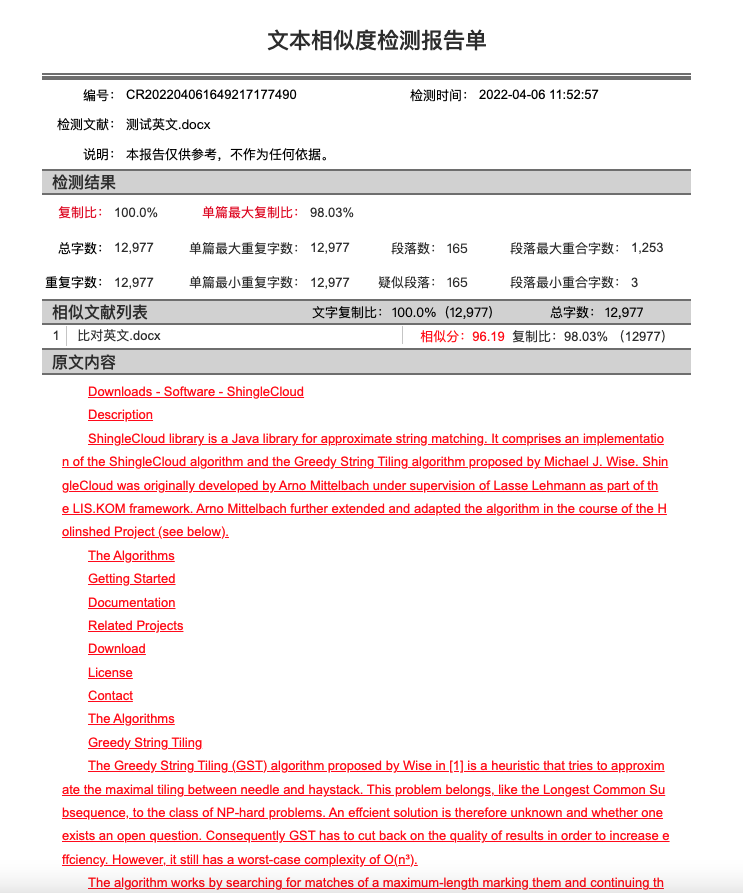 文本相似度检测报告单
编号： CR202204061649217177490 检测时间： 2022-04-06 11:52:57
检测文献： 测试英文.docx
说明： 本报告仅供参考，不作为任何依据。
检测结果
复制比： 100.0% 单篇最大复制比： 98.03%
总字数： 12,977 单篇最大重复字数： 12,977 段落数： 165 段落最大重合字数： 1,253
重复字数： 12,977 单篇最小重复字数： 12,977 疑似段落： 165 段落最小重合字数： 3
相似文献列表 文字复制比： 100.0%（12,977） 总字数： 12,977
1 比对英文.docx 相似分：96.19 复制比：98.03% （12977）
原文内容
Downloads - Software - ShingleCloud
Description
ShingleCloud library is a Java library for approximate string matching. It comprises an implementatio
n of the ShingleCloud algorithm and the Greedy String Tiling algorithm proposed by Michael J. Wise. Shin
gleCloud was originally developed by Arno Mittelbach under supervision of Lasse Lehmann as part of th
e LIS.KOM framework. Arno Mittelbach further extended and adapted the algorithm in the course of the H
olinshed Project (see below).
The Algorithms
Getting Started
Documentation
Related Projects
Download
License
Contact
The Algorithms
Greedy String Tiling
The Greedy String Tiling (GST) algorithm proposed by Wise in [1] is a heuristic that tries to approxim
ate the maximal tiling between needle and haystack. This problem belongs, like the Longest Common Su
bsequence, to the class of NP-hard problems. An effcient solution is therefore unknown and whether one
exists an open question. Consequently GST has to cut back on the quality of results in order to increase e
ffciency. However, it still has a worst-case complexity of O(n³).
The algorithm works by searching for matches of a maximum-length marking them and continuing th